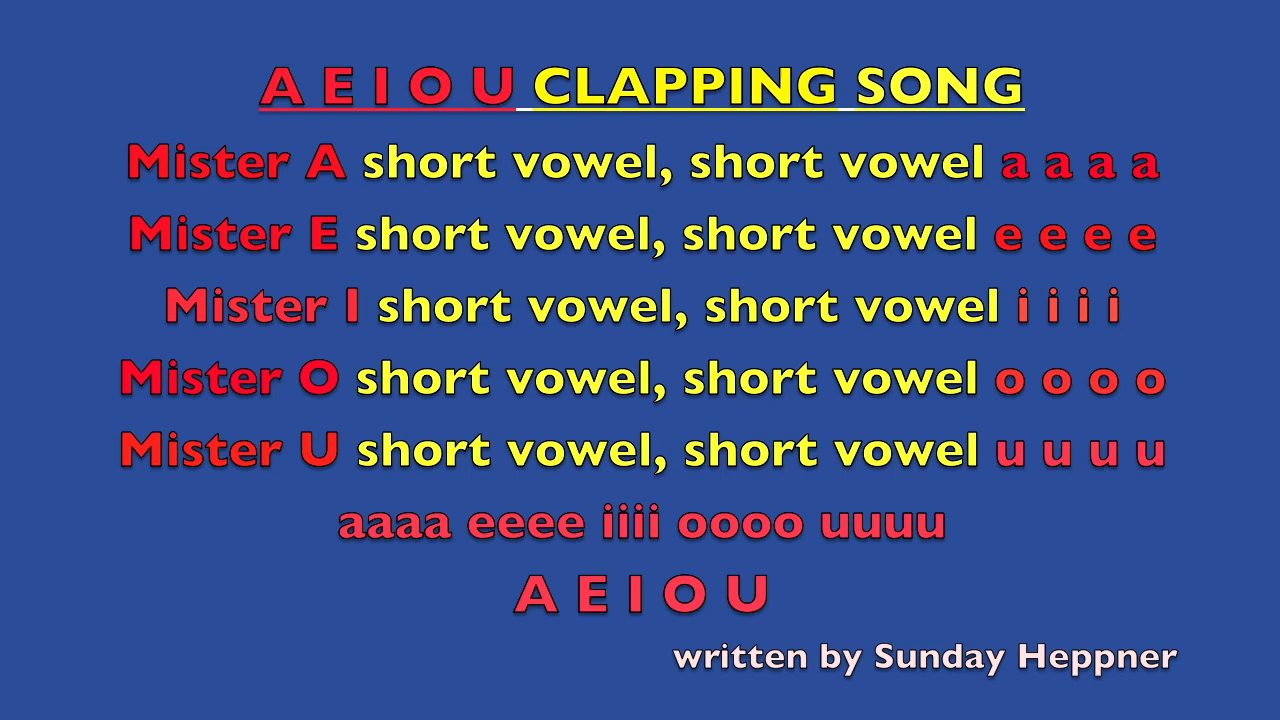 A E I O U CLAPPING SONG
Mister A short vowel, short vowel a a a a
Mister E short vowel, short vowel e e e e
Mister I short vowel, short vowel i i i i
Mister O short vowel, short vowel o o o o
Mister U short vowel, short vowel u u u u
aaaa eeee iiii oooo uuuu
A E I O U
written by Sunday Heppner